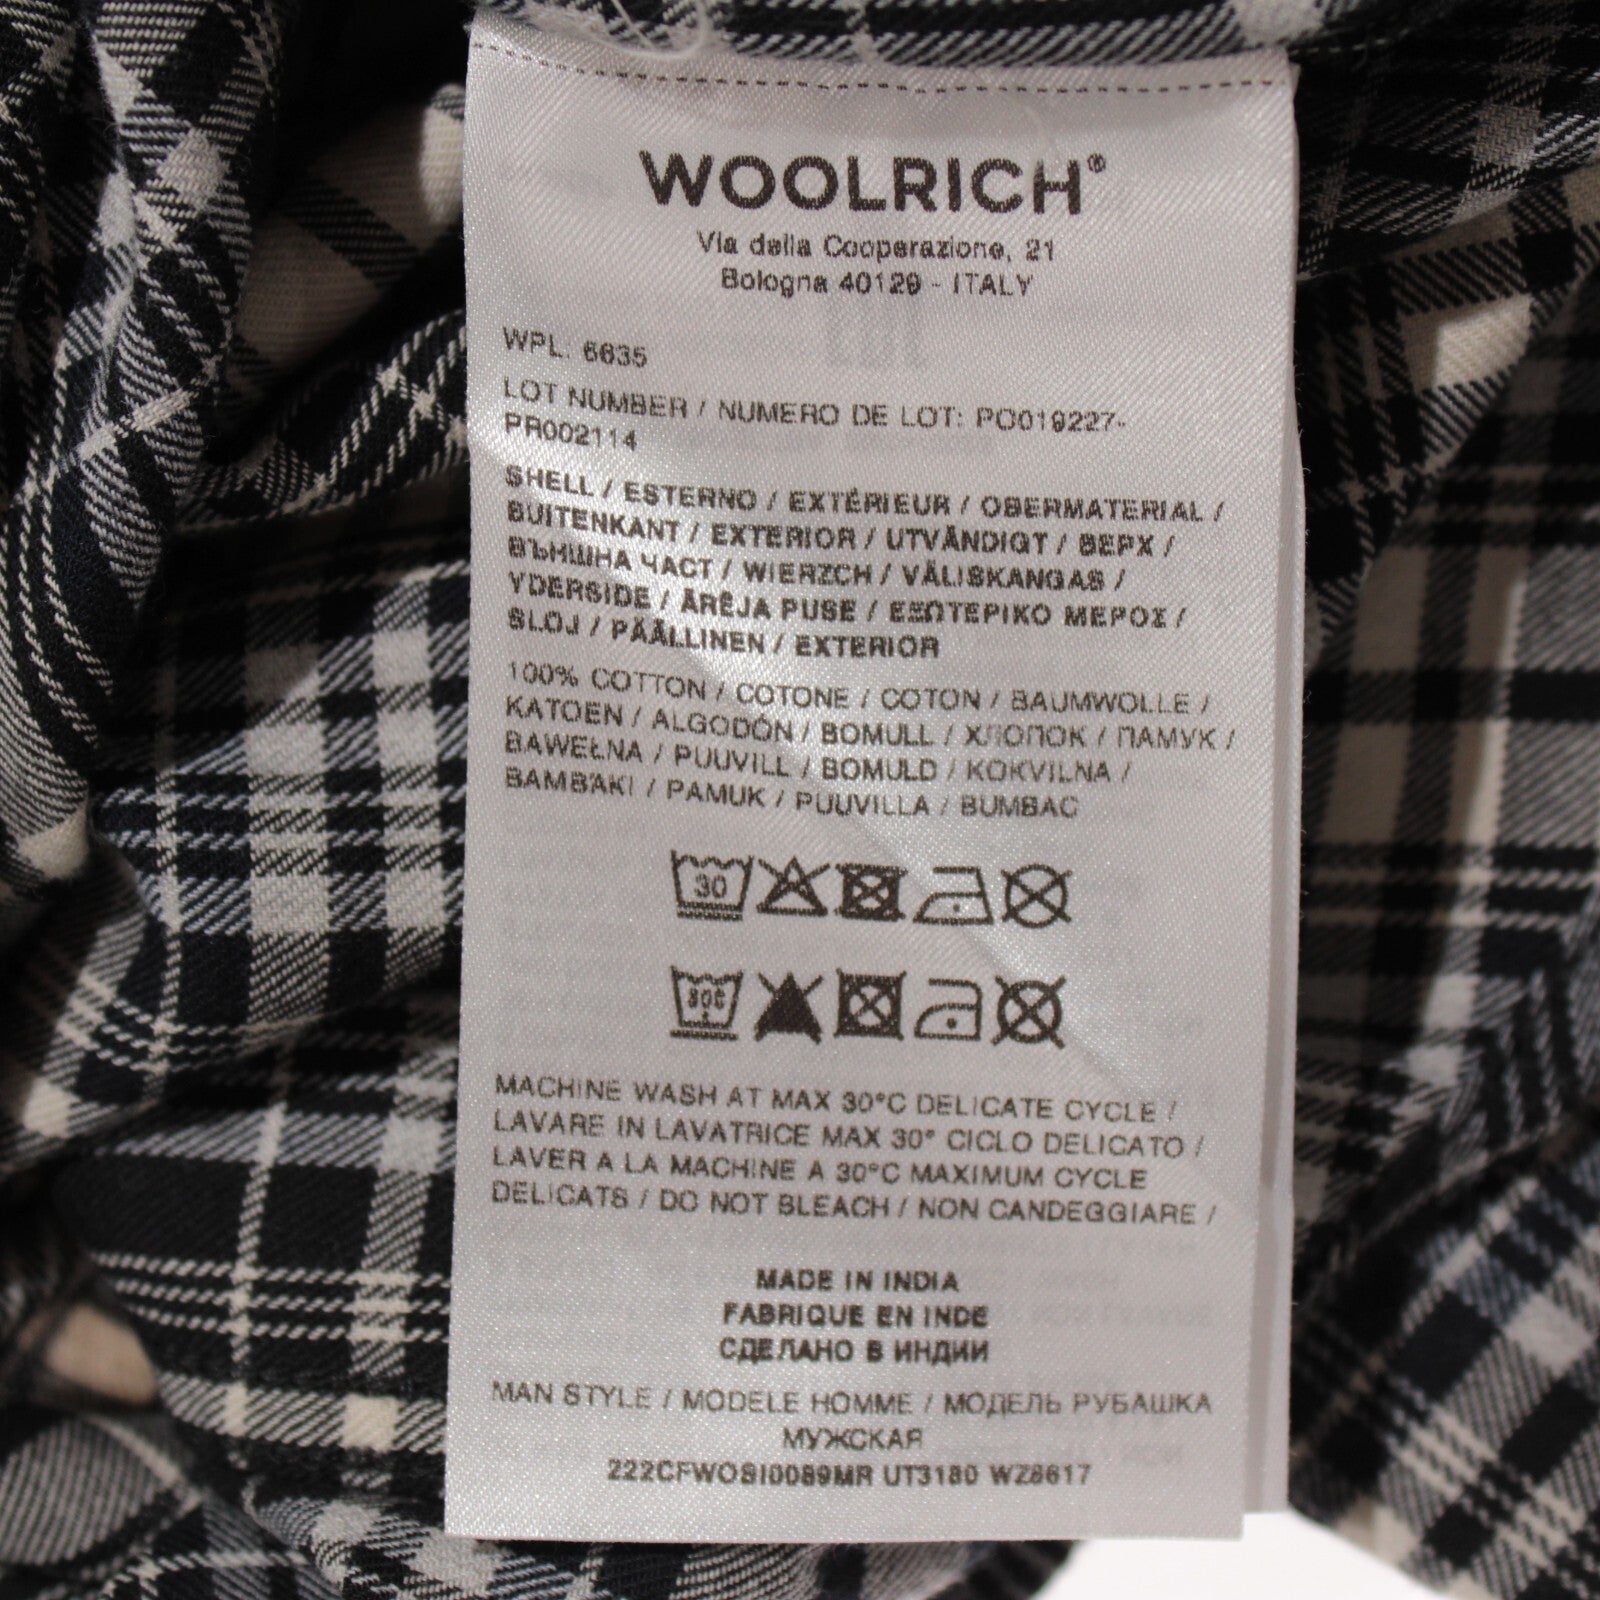 WOOLRICH®
Via della Cooperazione, 21
Bologna 40129 - ITALY
WPL: 6635
LOT NUMBER / NUMERO DE LOT: PO019227-
PR002114
SHELL / ESTERNO / EXTÉRIEUR / OBERMATERIAL /
BUITENKANT / EXTERIOR / UTVÄNDIGT / ВЕРХ /
ВЪНШНА ЧАСТ / WIERZCH / VÄLISKANGAS /
YDERSIDE / ĀRĒJA PUSE / ΕΞΩΤΕΡΙΚΟ ΜΕΡΟΣ /
SLOJ / PÄÄLLINEN / EXTERIOR
100% COTTON / COTONE / COTON / BAUMWOLLE /
KATOEN / ALGODÓN / BOMULL / ХЛОПОК / ПАМУК /
BAWEŁNA / PUUVILL / BOMULD / KOKVILNA /
ΒΑΜΒΆΚΙ / PAMUK / PUUVILLA / BUMBAC
30
30C
MACHINE WASH AT MAX 30°C DELICATE CYCLE /
LAVARE IN LAVATRICE MAX 30° CICLO DELICATO /
LAVER A LA MACHINE A 30°C MAXIMUM CYCLE
DELICATS / DO NOT BLEACH / NON CANDEGGIARE /
MADE IN INDIA
FABRIQUE EN INDE
СДЕЛАНО В ИНДИИ
MAN STYLE / MODELE HOMME / МОДЕЛЬ РУБАШКА
МУЖСКАЯ
222CFWOSI0089MR UT3180 WZ8617